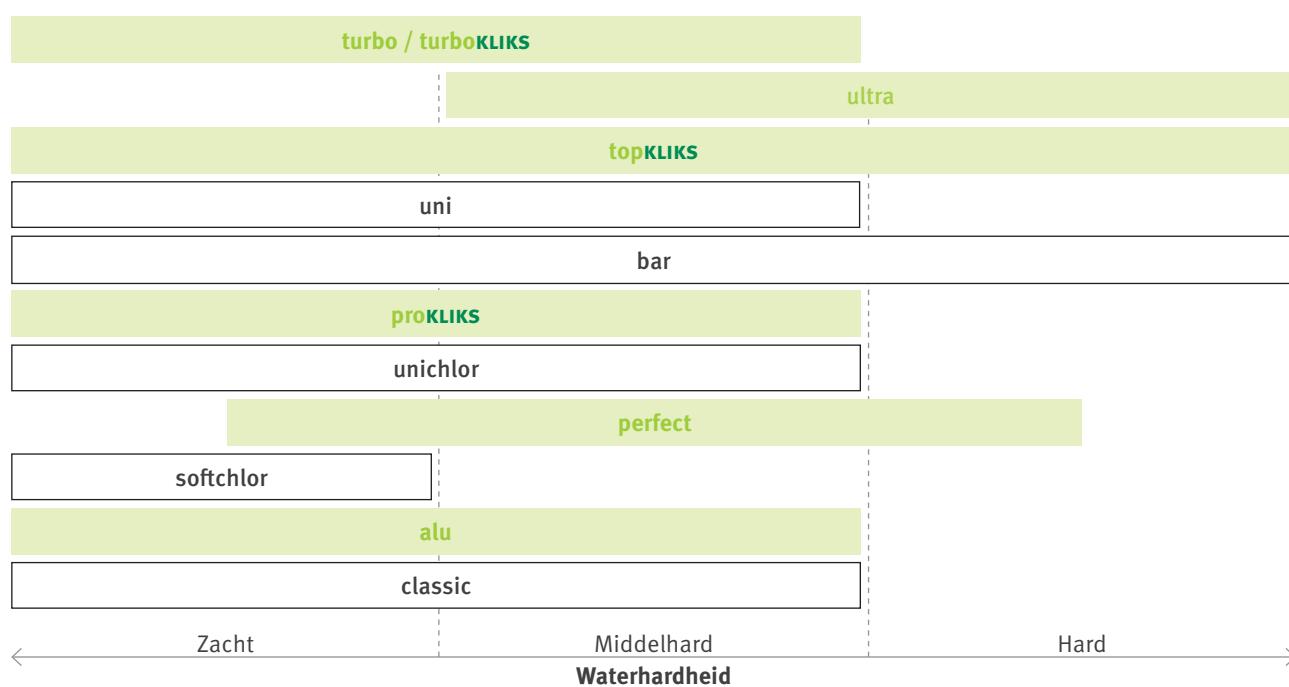 turbo / turboKLIKS
ultra
topKLIKS
uni
bar
proKLIKS
unichlor
perfect
softchlor
alu
classic
Zacht Middelhard Hard
Waterhardheid